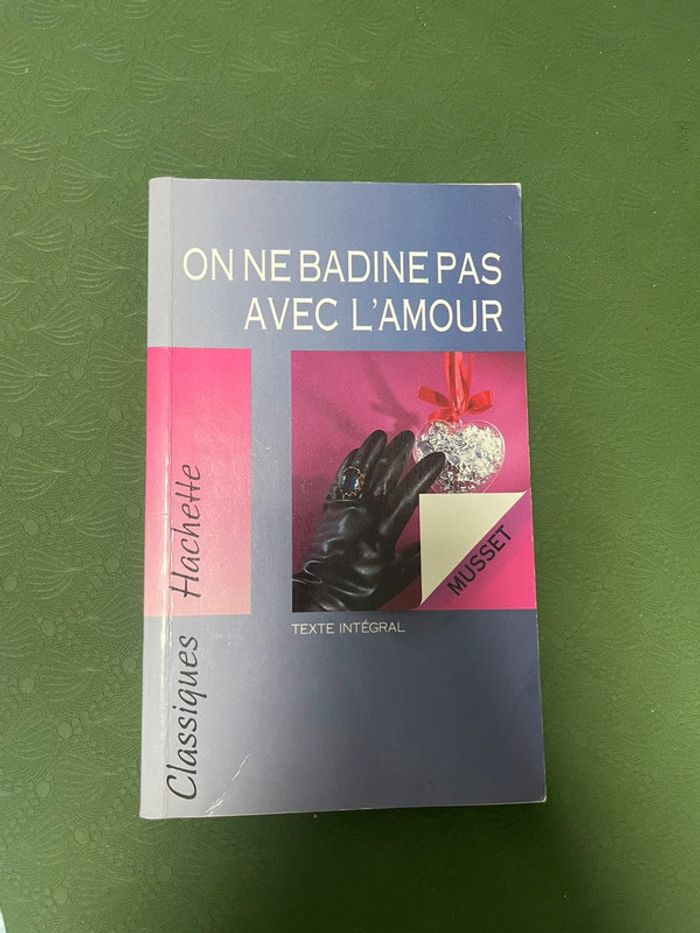 ON NE BADINE PAS
AVEC L'AMOUR
MUSSET
TEXTE INTÉGRAL
Classiques Hachette